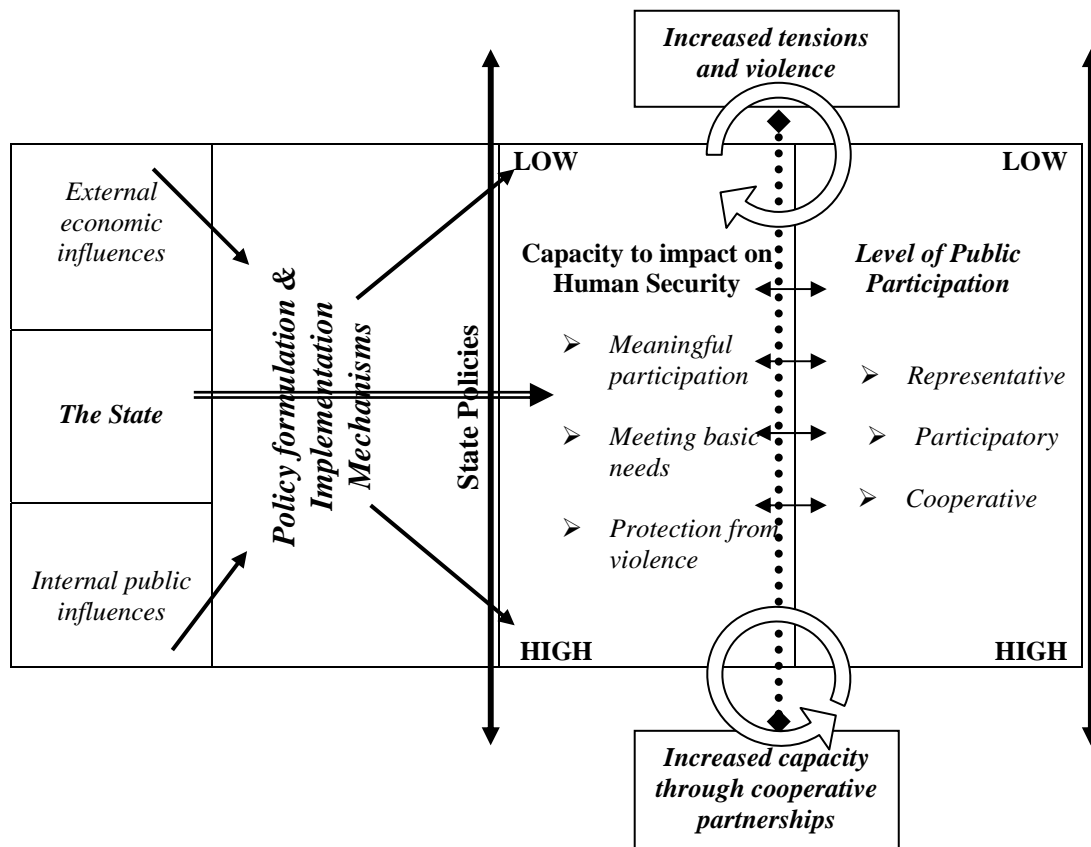 Increased tensions
and violence
LOW
LOW
External
economic
influences
The State
Internal public
influences
Policy formulation &
Implementation
Mechanisms
State Policies
Capacity to impact on
Human Security
➢ Meaningful
participation
➢ Meeting basic
needs
➢ Protection from
violence
Level of Public
Participation
➢ Representative
➢ Participatory
➢ Cooperative
HIGH
HIGH
Increased capacity
through cooperative
partnerships